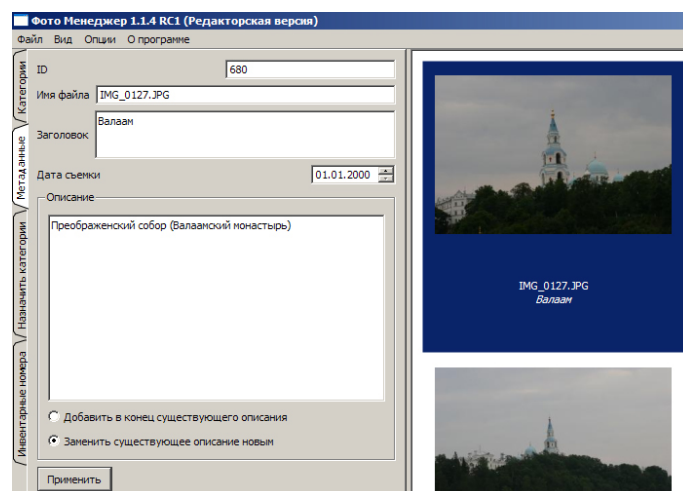 Фото Менеджер 1.1.4 RC1 (Редакторская версия)
Файл Вид Опции О программе
Категории
Метаданные
Назначить категории
Инвентарные номера
ID 680
Имя файла IMG_0127.JPG
Заголовок Валаам
Дата съемки 01.01.2000
Описание
Преображенский собор (Валаамский монастырь)
Добавить в конец существующего описания
Заменить существующее описание новым
Применить
IMG_0127.JPG
Валаам